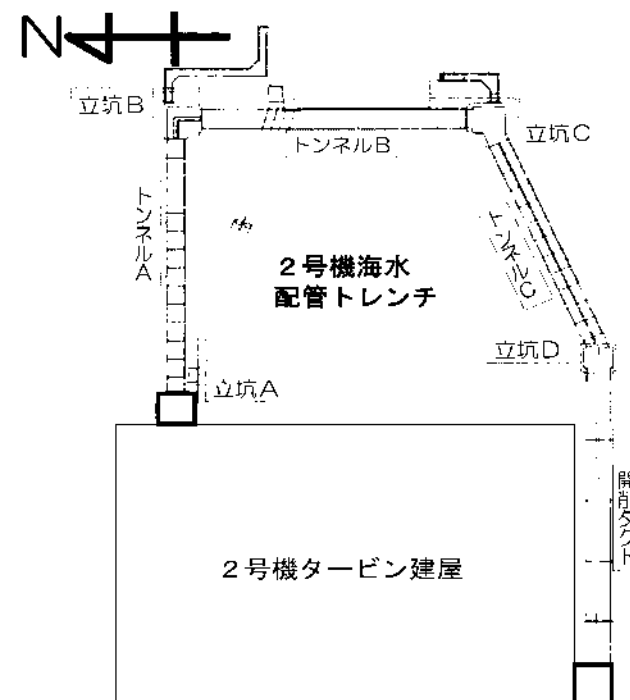 N
立坑B
立坑C
トンネルB
トンネルA
トンネルC
2号機海水
配管トレンチ
立坑D
立坑A
開削ダクト
2号機タービン建屋